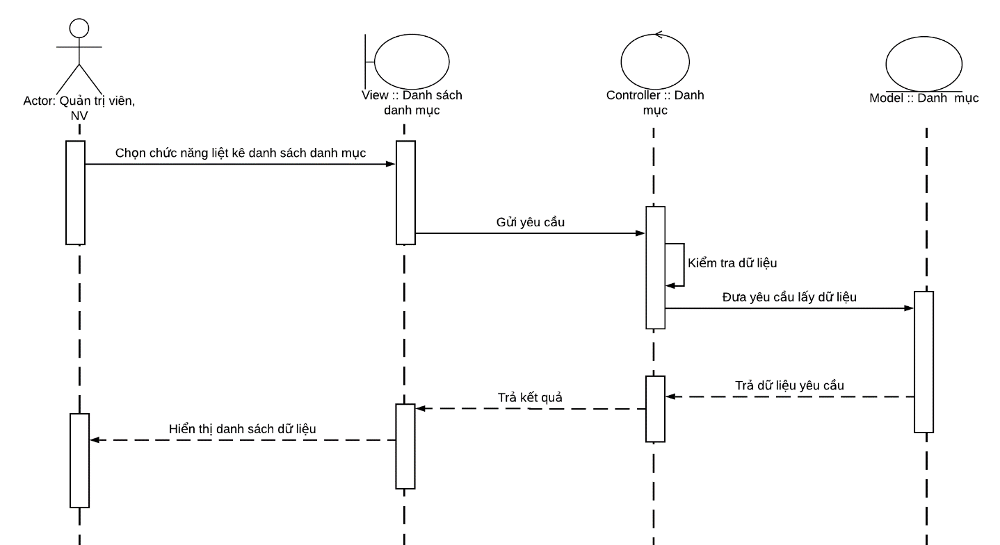 Actor: Quản trị viên,
NV
View :: Danh sách
danh mục
Controller :: Danh
mục
Model :: Danh mục
Chọn chức năng liệt kê danh sách danh mục
Gửi yêu cầu
Kiểm tra dữ liệu
Đưa yêu cầu lấy dữ liệu
Trả dữ liệu yêu cầu
Trả kết quả
Hiển thị danh sách dữ liệu